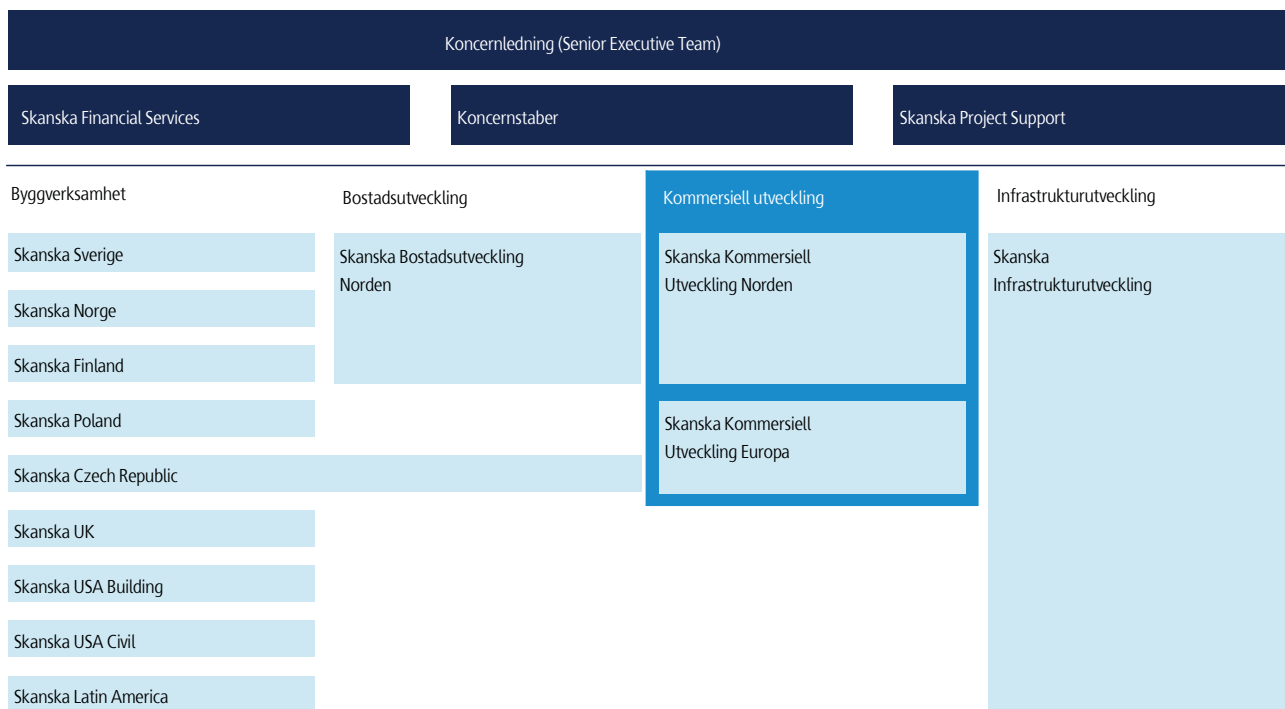 Koncernledning (Senior Executive Team)
Skanska Financial Services
Koncernstaber
Skanska Project Support
Byggverksamhet
Bostadsutveckling
Kommersiell utveckling
Infrastrukturutveckling
Skanska Sverige
Skanska Norge
Skanska Finland
Skanska Poland
Skanska Czech Republic
Skanska UK
Skanska USA Building
Skanska USA Civil
Skanska Latin America
Skanska Bostadsutveckling
Norden
Skanska Kommersiell
Utveckling Norden
Skanska Kommersiell
Utveckling Europa
Skanska
Infrastrukturutveckling